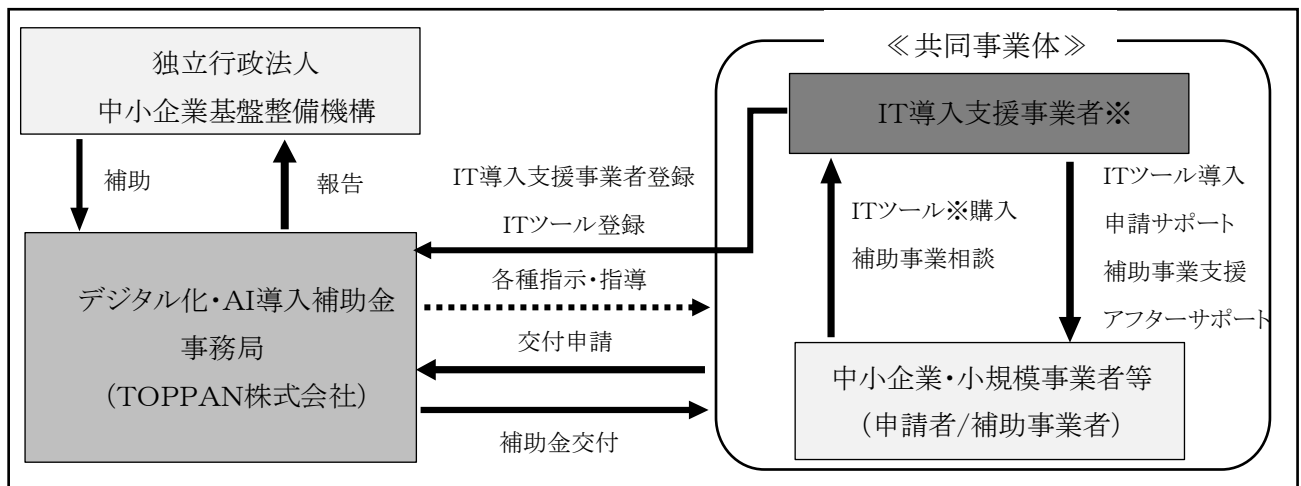 独立行政法人
中小企業基盤整備機構
補助
報告
デジタル化・AI導入補助金
事務局
（TOPPAN株式会社）
IT導入支援事業者登録
ITツール登録
各種指示・指導
交付申請
補助金交付
≪共同事業体≫
IT導入支援事業者※
ITツール※購入
補助事業相談
ITツール導入
申請サポート
補助事業支援
アフターサポート
中小企業・小規模事業者等
（申請者/補助事業者）